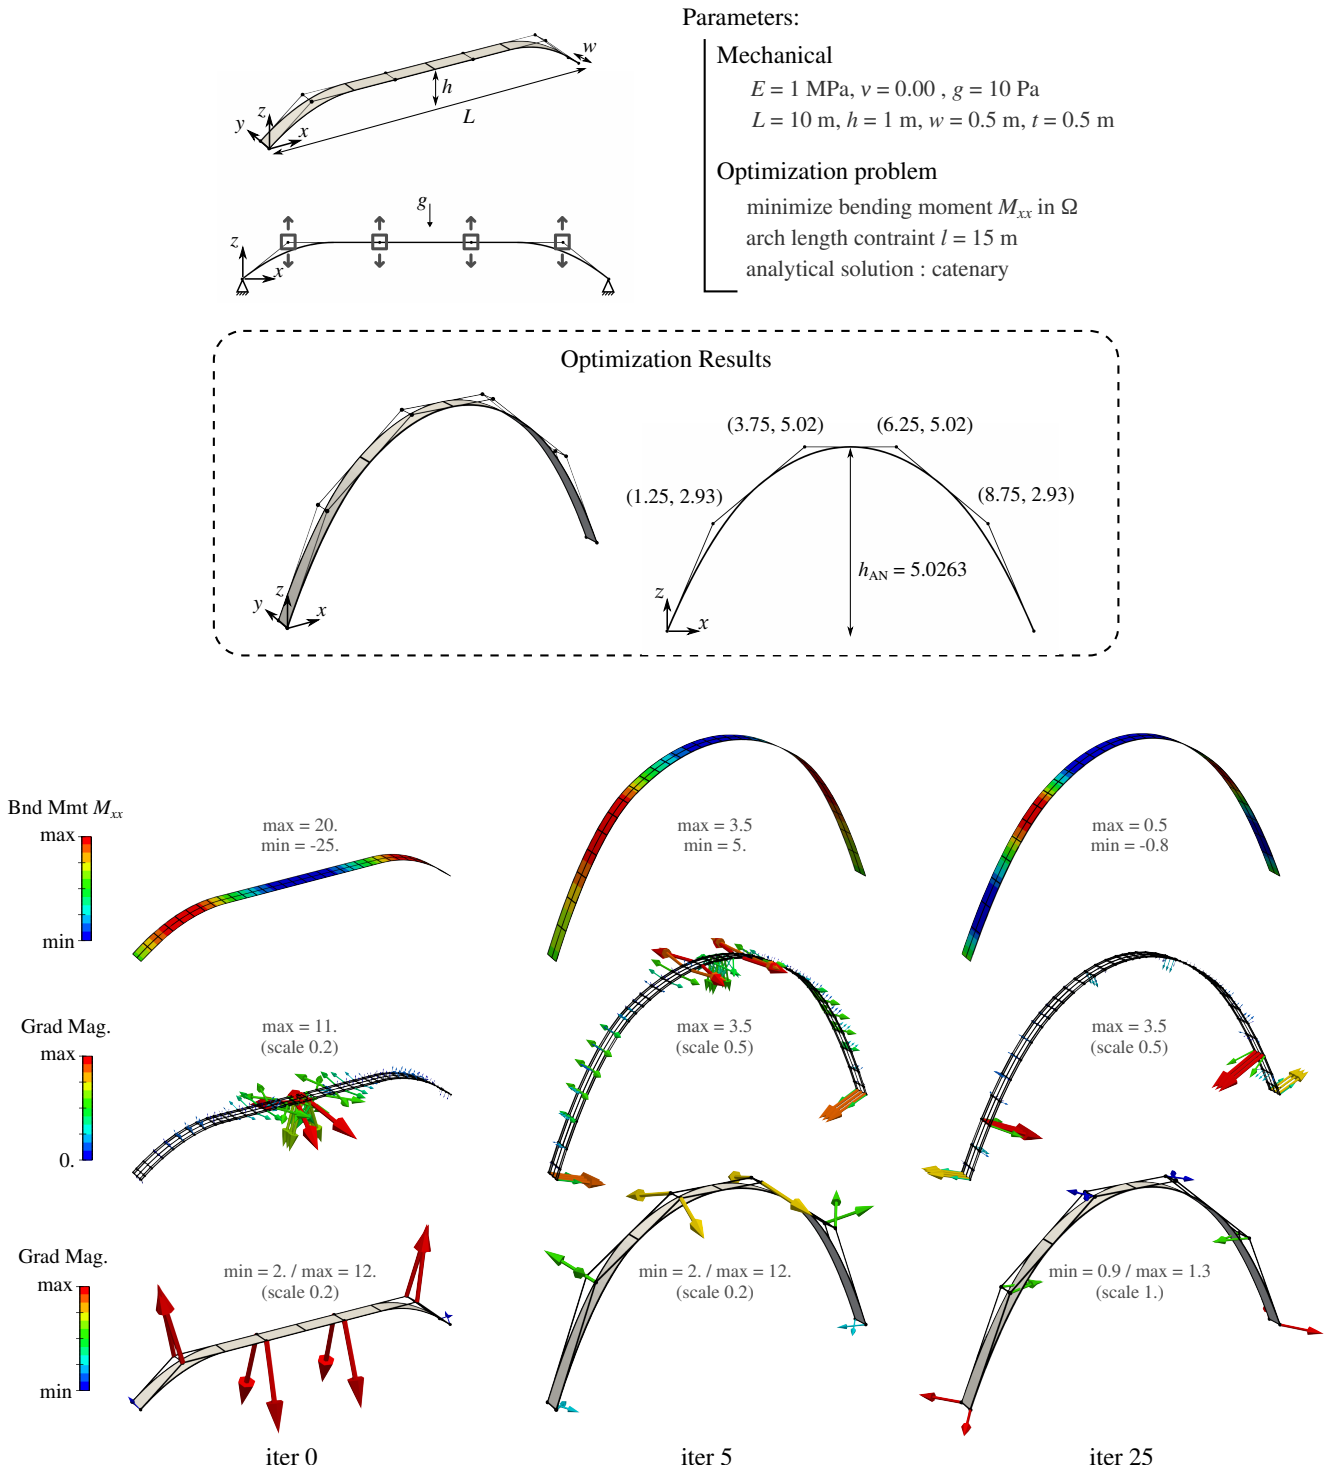 Parameters:
Mechanical
E = 1 MPa, ν = 0.00 , g = 10 Pa
L = 10 m, h = 1 m, w = 0.5 m, t = 0.5 m
Optimization problem
minimize bending moment Mxx in Ω
arch length contraint l = 15 m
analytical solution : catenary
w
h
L
z
y
x
g
z
x
Optimization Results
(3.75, 5.02)
(6.25, 5.02)
(1.25, 2.93)
(8.75, 2.93)
hAN = 5.0263
z
y
x
z
x
Bnd Mmt Mxx
max
min
max = 20.
min = -25.
max = 3.5
min = 5.
max = 0.5
min = -0.8
Grad Mag.
max
0.
max = 11.
(scale 0.2)
max = 3.5
(scale 0.5)
max = 3.5
(scale 0.5)
Grad Mag.
max
min
min = 2. / max = 12.
(scale 0.2)
min = 2. / max = 12.
(scale 0.2)
min = 0.9 / max = 1.3
(scale 1.)
iter 0
iter 5
iter 25